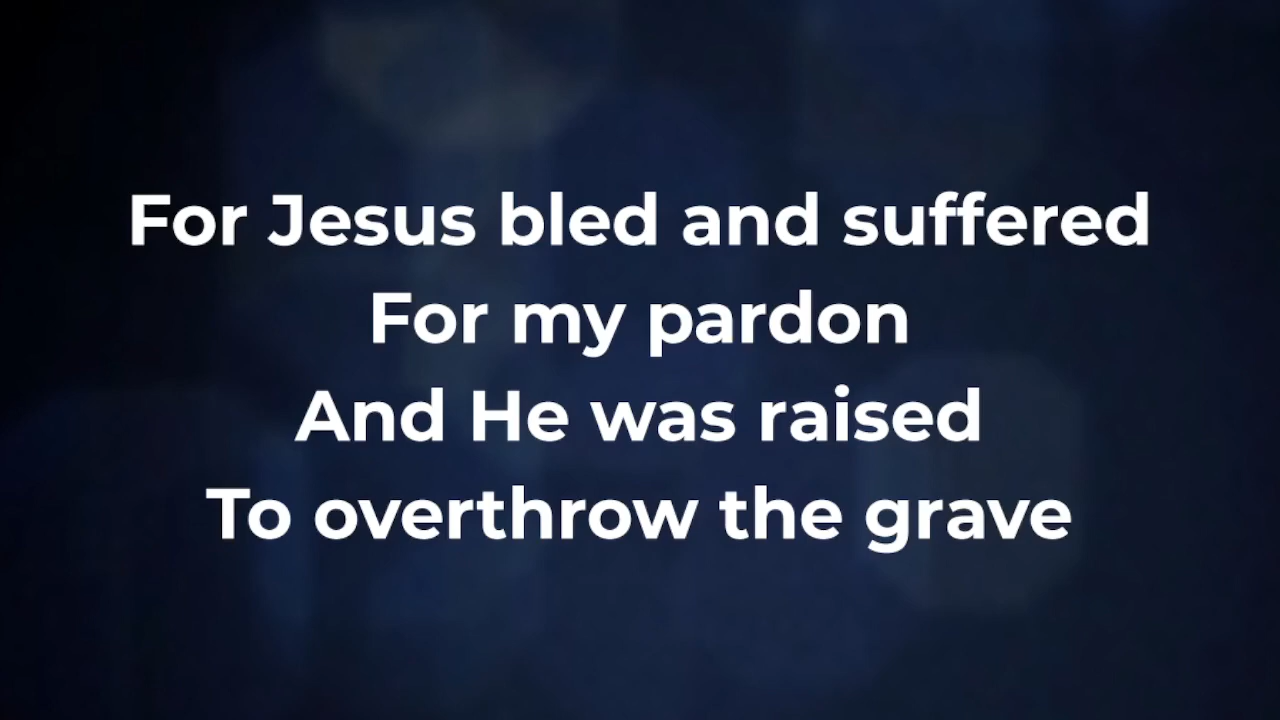 For Jesus bled and suffered
For my pardon
And He was raised
To overthrow the grave